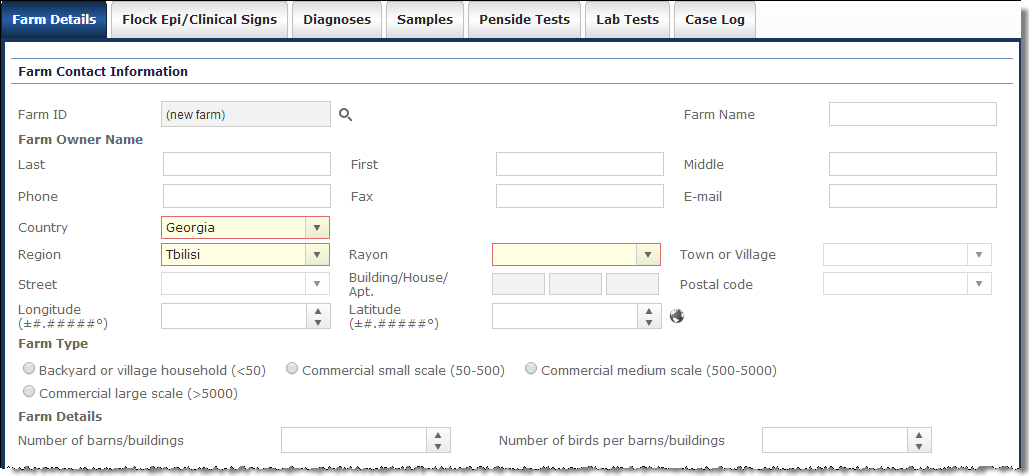 Farm Details Flock Epi/Clinical Signs Diagnoses Samples Penside Tests Lab Tests Case Log
Farm Contact Information
Farm ID (new farm) Farm Name
Farm Owner Name
Last First Middle
Phone Fax E-mail
Country Georgia
Region Tbilisi Rayon Town or Village
Street Building/House/ Postal code
Apt.
Longitude Latitude
(±#.#####°) (±#.#####°)
Farm Type
Backyard or village household (<50) Commercial small scale (50-500) Commercial medium scale (500-5000)
Commercial large scale (>5000)
Farm Details
Number of barns/buildings Number of birds per barns/buildings